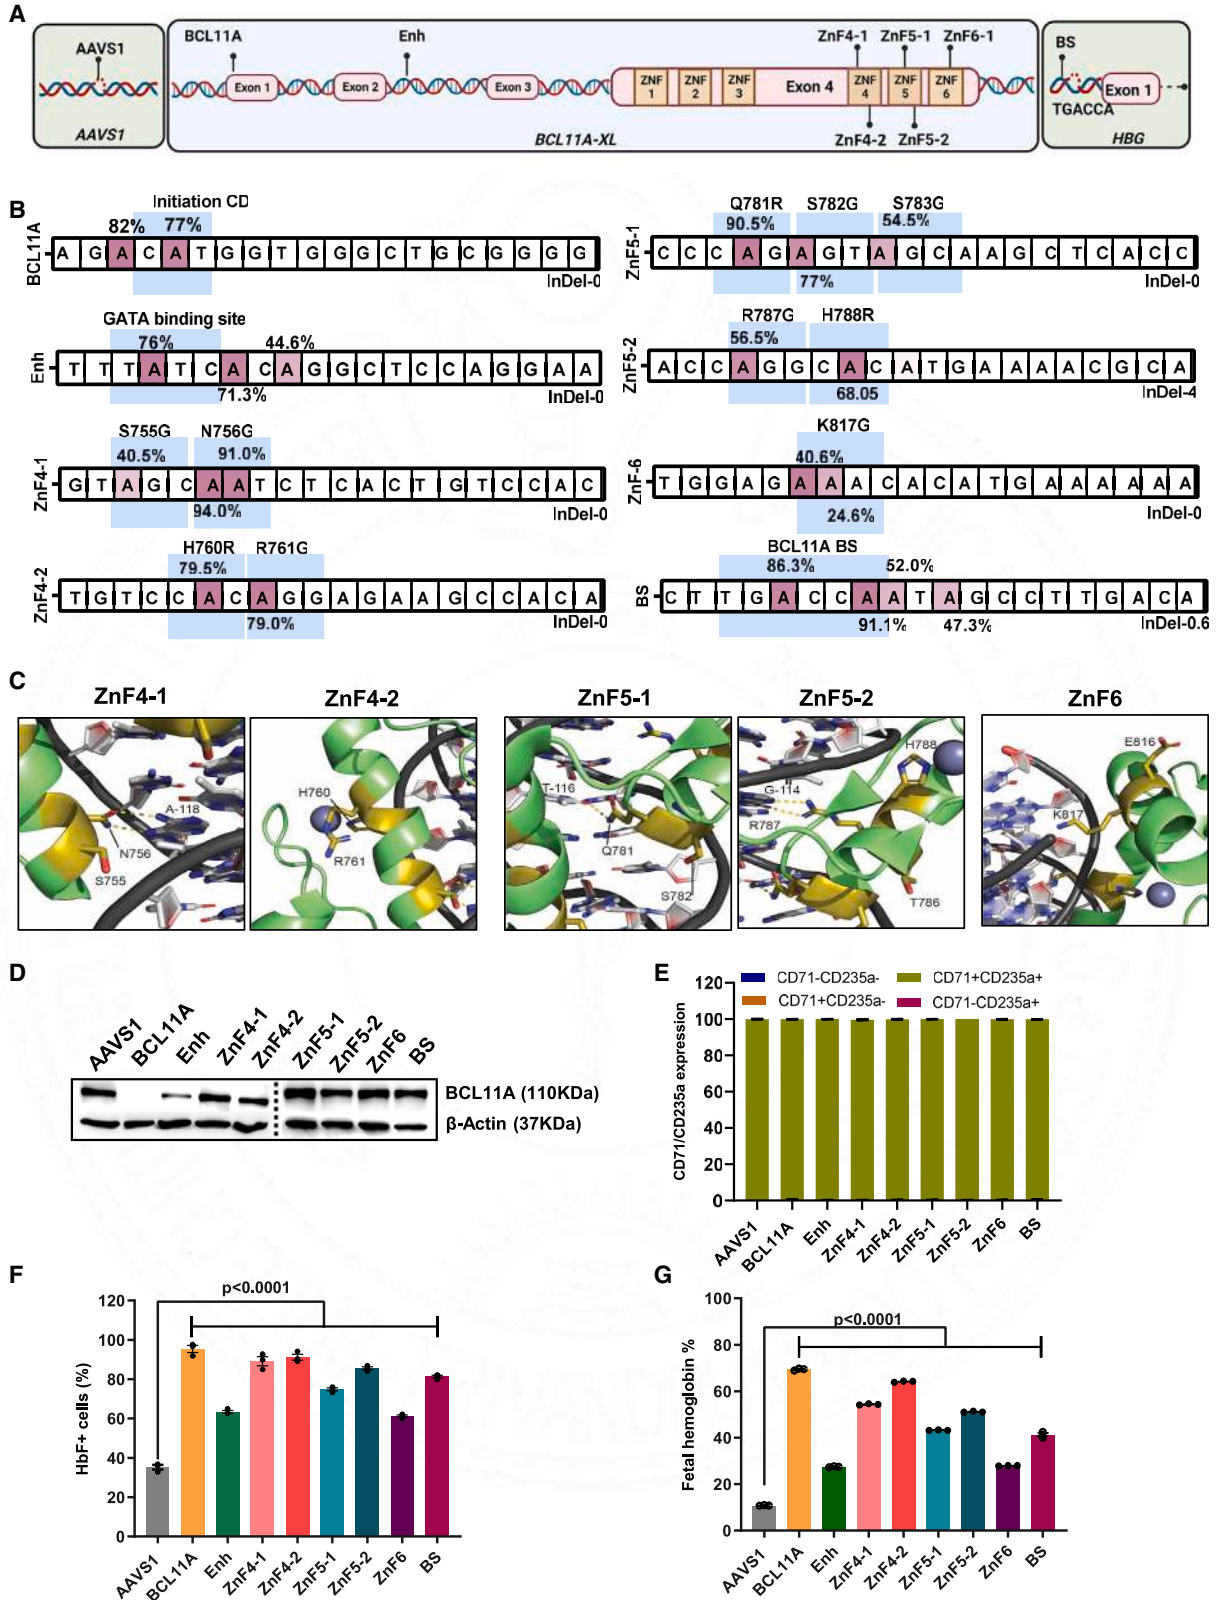 A
AAVS1
AAVS1
BCL11A
Enh
ZnF4-1 ZnF5-1 ZnF6-1
Exon 1 Exon 2 Exon 3
ZNF 1
ZNF 2
ZNF 3
Exon 4
ZNF 4
ZNF 5
ZNF 6
ZnF4-2 ZnF5-2
BCL11A-XL
BS
TGACCA
Exon 1
HBG
B
BCL11A
Initiation CD
82% 77%
A G A C A T G G T G G G C T G C G G G G
InDel-0
Enh
GATA binding site
76% 44.6%
T T T A T C A C A G G C T C C A G G A A
71.3%
InDel-0
ZnF4-1
S755G N756G
40.5% 91.0%
G T A G C A A T C T C A C T G T C C A C
94.0%
InDel-0
ZnF4-2
H760R R761G
79.5%
T G T C C A C A G G A G A A G C C A C A
79.0%
InDel-0
ZnF5-1
Q781R S782G S783G
90.5% 54.5%
C C C A G A G T A G C A A G C T C A C C
77%
InDel-0
ZnF5-2
R787G H788R
56.5%
A C C A G G C A C A T G A A A A C G C A
68.05
InDel-4
ZnF-6
K817G
40.6%
T G G A G A A A C A C A T G A A A A A A
24.6%
InDel-0
BS
BCL11A BS
86.3% 52.0%
C T T G A C C A A T A G C C T T G A C A
91.1% 47.3%
InDel-0.6
C
ZnF4-1 ZnF4-2 ZnF5-1 ZnF5-2 ZnF6
A-118
N756
S755
H760
R761
T-116
Q781
S782
H788
G-114
R787
T786
E816
K817
D
AAVS1 BCL11A Enh ZnF4-1 ZnF4-2 ZnF5-1 ZnF5-2 ZnF6 BS
BCL11A (110KDa)
β-Actin (37KDa)
E
CD71-CD235a- CD71+CD235a+
CD71+CD235a- CD71-CD235a+
CD71/CD235a expression
120
100
80
60
40
20
0
AAVS1 BCL11A Enh ZnF4-1 ZnF4-2 ZnF5-1 ZnF5-2 ZnF6 BS
F
p<0.0001
HbF+ cells (%)
120
100
80
60
40
20
0
AAVS1 BCL11A Enh ZnF4-1 ZnF4-2 ZnF5-1 ZnF5-2 ZnF6 BS
G
p<0.0001
Fetal hemoglobin %
100
80
60
40
20
0
AAVS1 BCL11A Enh ZnF4-1 ZnF4-2 ZnF5-1 ZnF5-2 ZnF6 BS